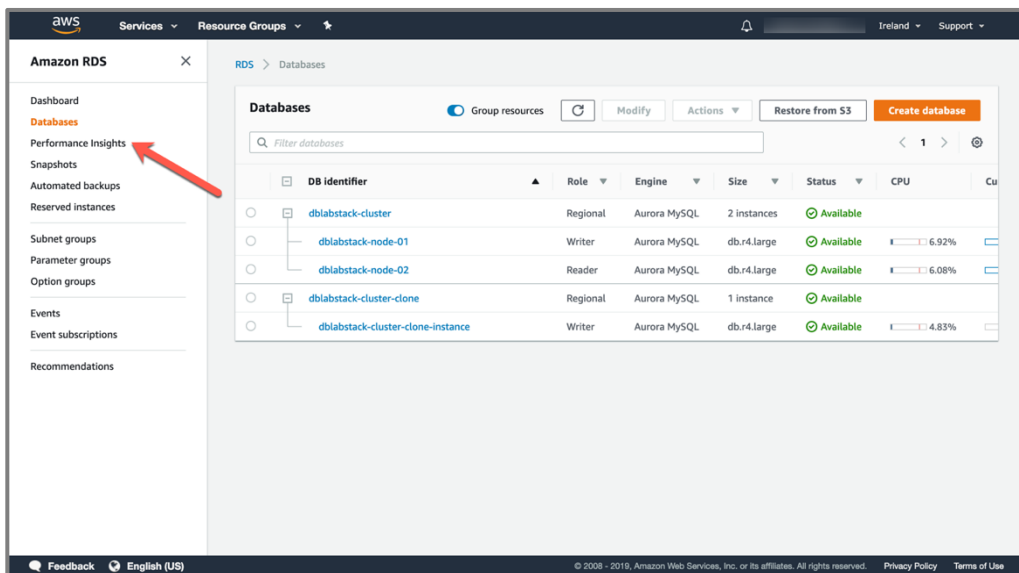 aws Services Resource Groups Ireland Support
Amazon RDS
Dashboard
Databases
Performance Insights
Snapshots
Automated backups
Reserved instances
Subnet groups
Parameter groups
Option groups
Events
Event subscriptions
Recommendations
RDS > Databases
Databases Group resources Modify Actions Restore from S3 Create database
Filter databases 1
DB identifier Role Engine Size Status CPU Cu
dblabstack-cluster Regional Aurora MySQL 2 instances Available
dblabstack-node-01 Writer Aurora MySQL db.r4.large Available 6.92%
dblabstack-node-02 Reader Aurora MySQL db.r4.large Available 6.08%
dblabstack-cluster-clone Regional Aurora MySQL 1 instance Available
dblabstack-cluster-clone-instance Writer Aurora MySQL db.r4.large Available 4.83%
Feedback English (US) © 2008 - 2019, Amazon Web Services, Inc. or its affiliates. All rights reserved. Privacy Policy Terms of Use